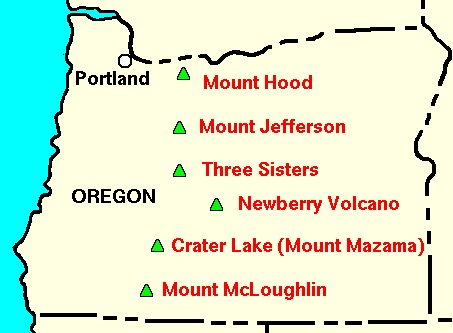 Portland
Mount Hood
Mount Jefferson
Three Sisters
OREGON
Newberry Volcano
Crater Lake (Mount Mazama)
Mount McLoughlin